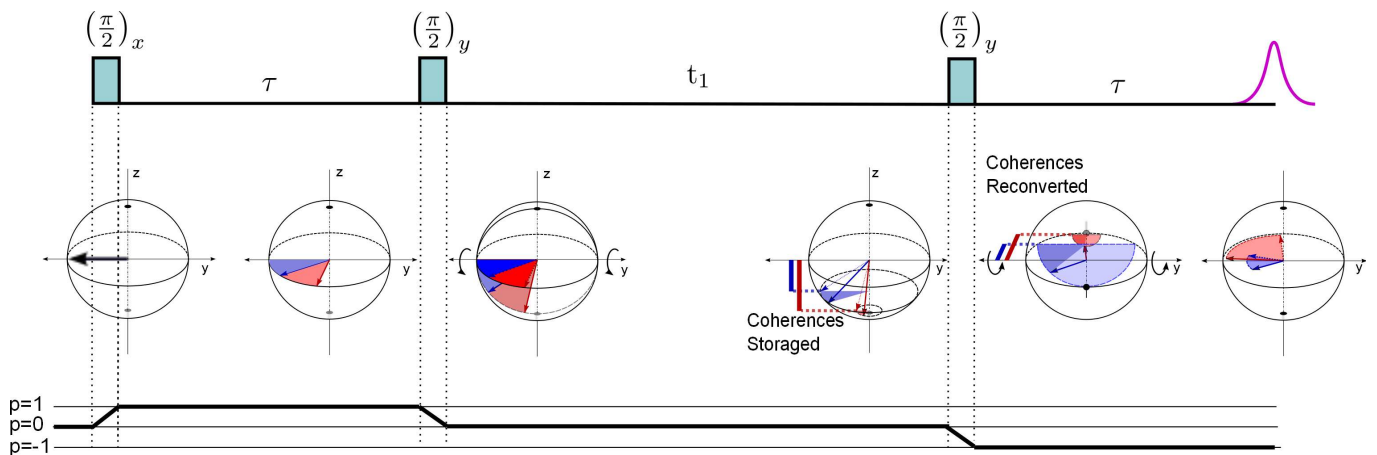 (π/2)x
(π/2)y
(π/2)y
τ
t1
τ
Coherences
Reconverted
z
z
z
z
y
y
y
y
y
y
Coherences
Storaged
p=1
p=0
p=-1